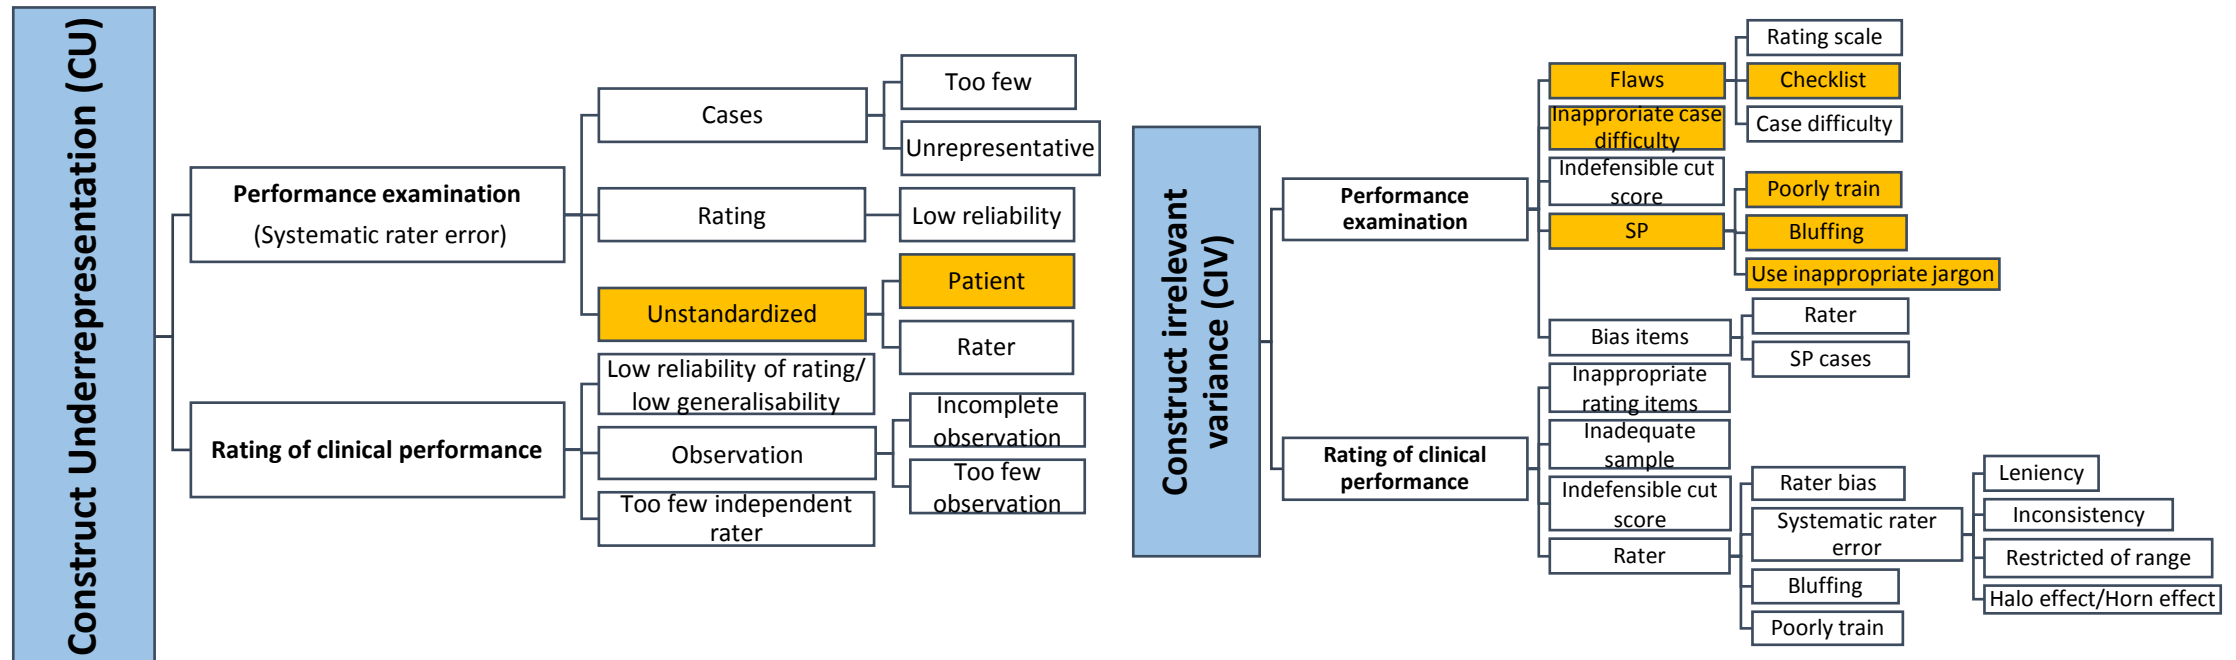 Construct Underrepresentation (CU)
Performance examination
(Systematic rater error)
Cases
Too few
Unrepresentative
Rating
Low reliability
Unstandardized
Patient
Rater
Rating of clinical performance
Low reliability of rating/
low generalisability
Observation
Incomplete
observation
Too few
observation
Too few independent
rater
Construct irrelevant
variance (CIV)
Performance
examination
Flaws
Rating scale
Checklist
Case difficulty
Inapproriate case
difficulty
Indefensible cut
score
SP
Poorly train
Bluffing
Use inappropriate jargon
Bias items
Rater
SP cases
Rating of clinical
performance
Inappropriate
rating items
Inadequate
sample
Indefensible cut
score
Rater
Rater bias
Systematic rater
error
Leniency
Inconsistency
Restricted of range
Halo effect/Horn effect
Bluffing
Poorly train